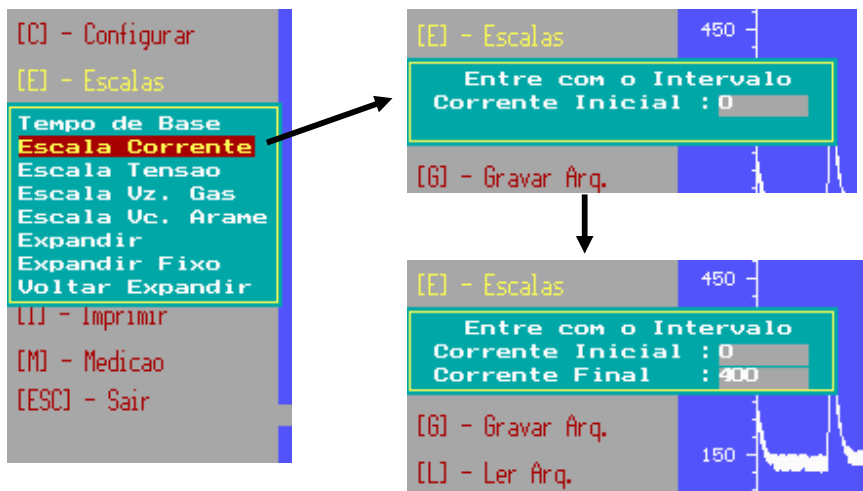 [C] - Configurar
[E] - Escalas
Tempo de Base
Escala Corrente
Escala Tensao
Escala Vz. Gas
Escala Vc. Arame
Expandir
Expandir Fixo
Voltar Expandir
[I] - Imprimir
[M] - Medicao
[ESC] - Sair
[E] - Escalas
450
Entre com o Intervalo
Corrente Inicial : 0
[G] - Gravar Arq.
[E] - Escalas
450
Entre com o Intervalo
Corrente Inicial : 0
Corrente Final : 400
[G] - Gravar Arq.
150
[L] - Ler Arq.